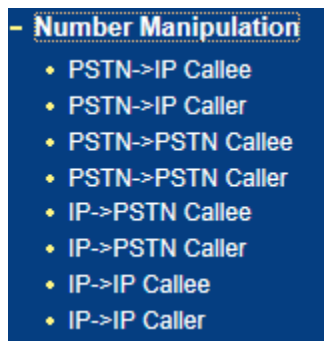 Number Manipulation
PSTN->IP Callee
PSTN->IP Caller
PSTN->PSTN Callee
PSTN->PSTN Caller
IP->PSTN Callee
IP->PSTN Caller
IP->IP Callee
IP->IP Caller